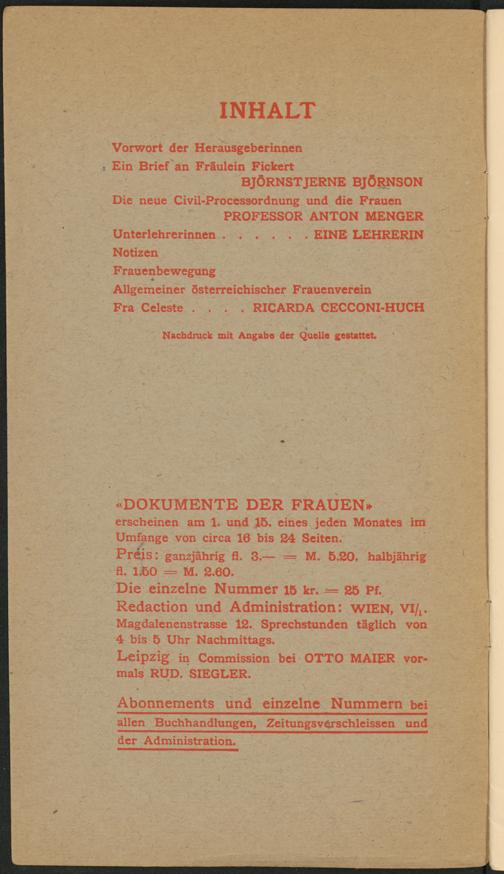 INHALT
Vorwort der Herausgeberinnen
Ein Brief an Fräulein Fickert
BJÖRNSTJERNE BJÖRNSON
Die neue Civil-Processordnung und die Frauen
PROFESSOR ANTON MENGER
Unterlehrerinnen . . . . . . EINE LEHRERIN
Notizen
Frauenbewegung
Allgemeiner österreichischer Frauenverein
Fra Celeste . . . . RICARDA CECCONI-HUCH
Nachdruck mit Angabe der Quelle gestattet.
«DOKUMENTE DER FRAUEN»
erscheinen am 1. und 15. eines jeden Monates im
Umfange von circa 16 bis 24 Seiten.
Preis: ganzjährig fl. 3.— = M. 5.20, halbjährig
fl. 1.50 = M. 2.60.
Die einzelne Nummer 15 kr. = 25 Pf.
Redaction und Administration: WIEN, VI/1.
Magdalenenstrasse 12. Sprechstunden täglich von
4 bis 5 Uhr Nachmittags.
Leipzig in Commission bei OTTO MAIER vor-
mals RUD. SIEGLER.
Abonnements und einzelne Nummern bei
allen Buchhandlungen, Zeitungsverschleissen und
der Administration.